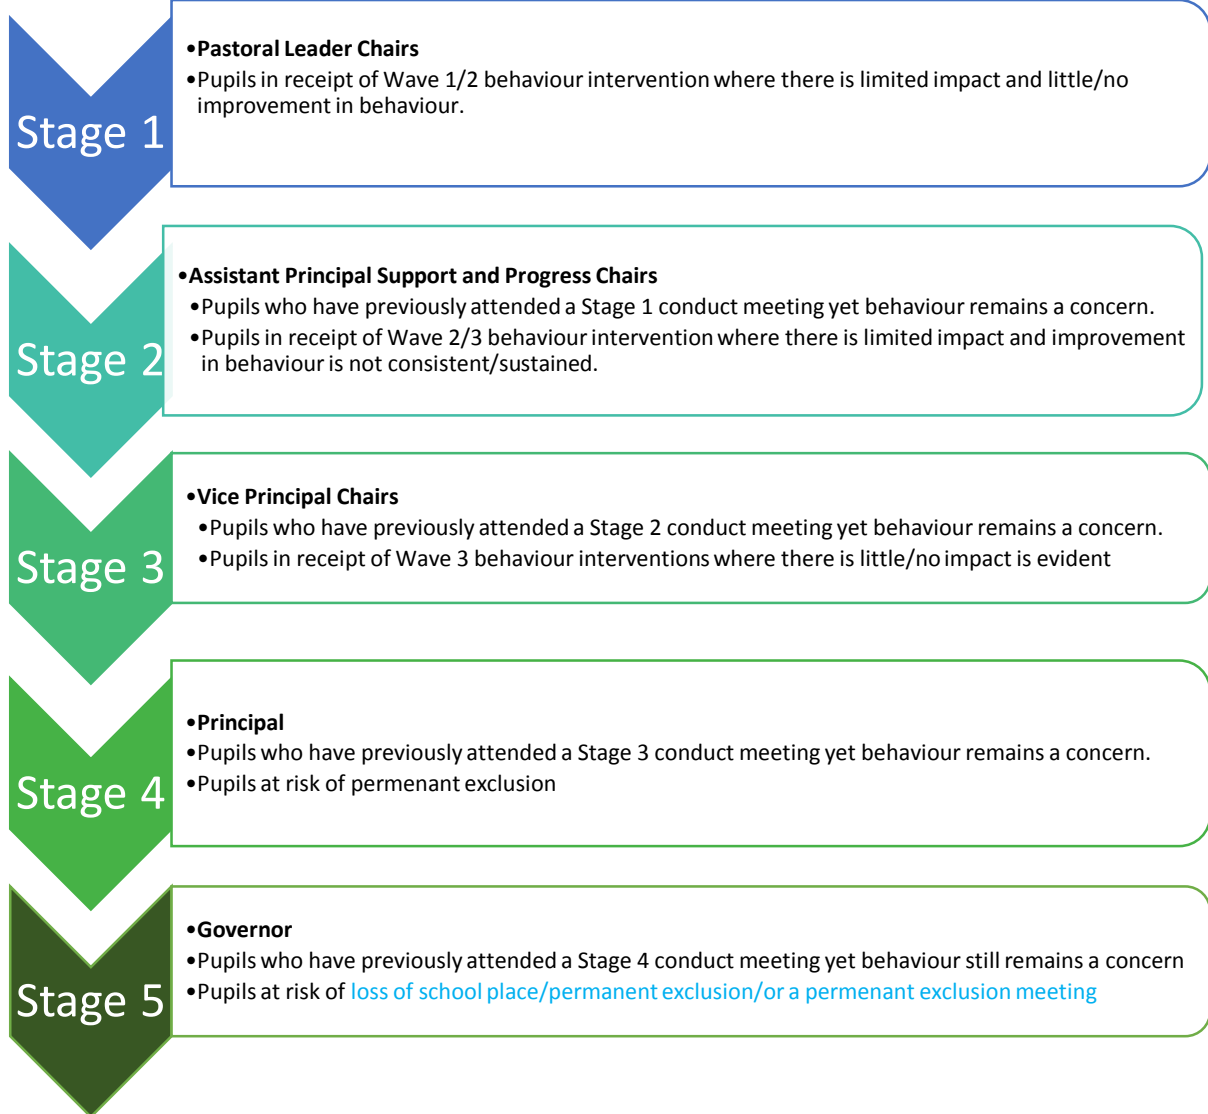 Stage 1
•Pastoral Leader Chairs
•Pupils in receipt of Wave 1/2 behaviour intervention where there is limited impact and little/no
improvement in behaviour.
Stage 2
•Assistant Principal Support and Progress Chairs
•Pupils who have previously attended a Stage 1 conduct meeting yet behaviour remains a concern.
•Pupils in receipt of Wave 2/3 behaviour intervention where there is limited impact and improvement
in behaviour is not consistent/sustained.
Stage 3
•Vice Principal Chairs
•Pupils who have previously attended a Stage 2 conduct meeting yet behaviour remains a concern.
•Pupils in receipt of Wave 3 behaviour interventions where there is little/no impact is evident
Stage 4
•Principal
•Pupils who have previously attended a Stage 3 conduct meeting yet behaviour remains a concern.
•Pupils at risk of permenant exclusion
Stage 5
•Governor
•Pupils who have previously attended a Stage 4 conduct meeting yet behaviour still remains a concern
•Pupils at risk of loss of school place/permanent exclusion/or a permenant exclusion meeting